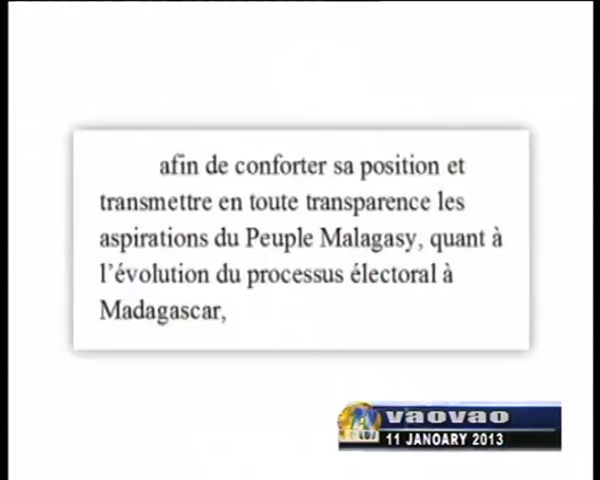 afin de conforter sa position et
transmettre en toute transparence les
aspirations du Peuple Malagasy, quant à
l'évolution du processus électoral à
Madagascar,
vaovao
11 JANOARY 2013